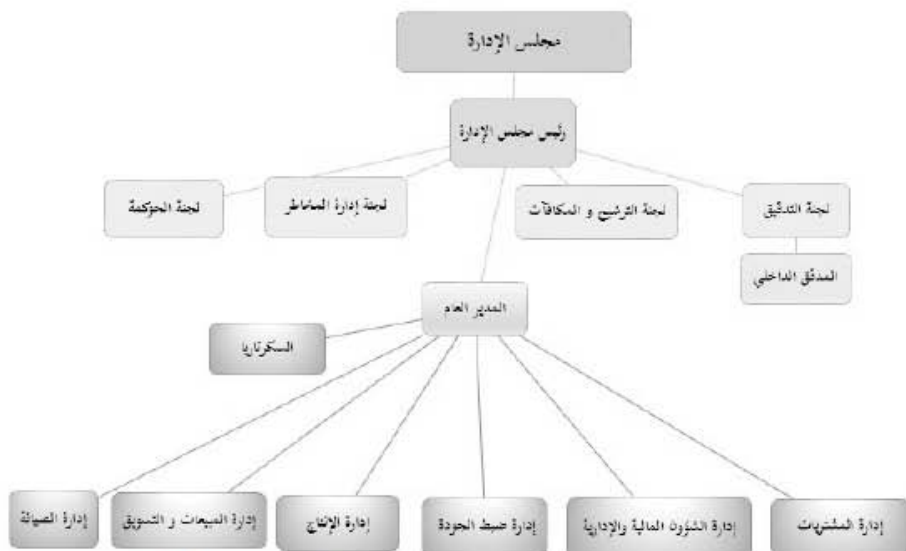 مجلس الإدارة
رئيس مجلس الإدارة
لجنة التدقيق
لجنة الترشيح و المكافآت
لجنة إدارة المخاطر
لجنة الحوكمة
المدقق الداخلي
المدير العام
السكرتاريا
إدارة المشتريات
إدارة الشؤون المالية والإدارية
إدارة ضبط الجودة
إدارة الإنتاج
إدارة المبيعات و التسويق
إدارة الصيانة